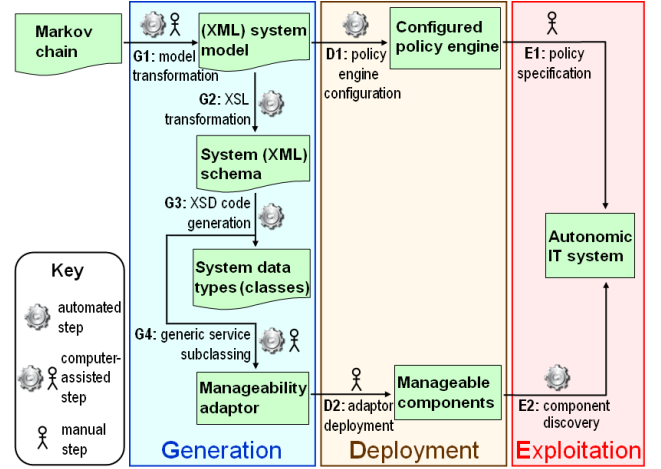 Markov
chain
(XML) system
model
Configured
policy engine
G1: model
transformation
D1: policy
engine
configuration
E1: policy
specification
G2: XSL
transformation
System (XML)
schema
G3: XSD code
generation
System data
types (classes)
Autonomic
IT system
Key
automated
step
computer-
assisted
step
manual
step
G4: generic service
subclassing
Manageability
adaptor
D2: adaptor
deployment
Manageable
components
E2: component
discovery
Generation
Deployment
Exploitation